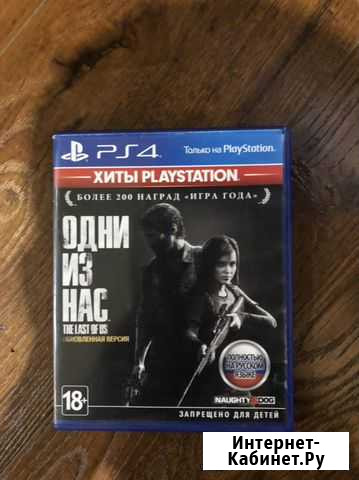 PS4
Только на PlayStation.
ХИТЫ PLAYSTATION
БОЛЕЕ 200 НАГРАД «ИГРА ГОДА»
ОДНИ
ИЗ
НАС
THE LAST OF US
ОБНОВЛЕННАЯ ВЕРСИЯ
ПОЛНОСТЬЮ
НА РУССКОМ
ЯЗЫКЕ
18+
NAUGHTY DOG
ЗАПРЕЩЕНО ДЛЯ ДЕТЕЙ
Интернет-
Кабинет.Ру